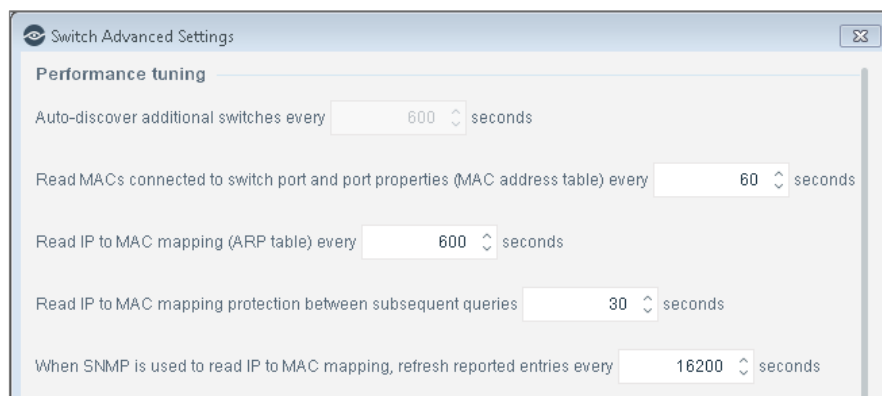 Switch Advanced Settings
Performance tuning
Auto-discover additional switches every 600 seconds
Read MACs connected to switch port and port properties (MAC address table) every 60 seconds
Read IP to MAC mapping (ARP table) every 600 seconds
Read IP to MAC mapping protection between subsequent queries 30 seconds
When SNMP is used to read IP to MAC mapping, refresh reported entries every 16200 seconds